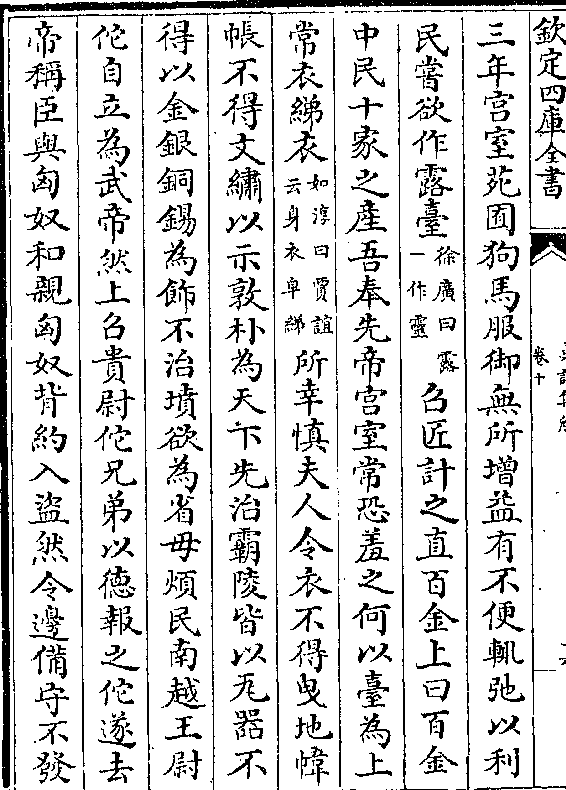 欽定四庫全書
卷十
三年宫室苑囿狗馬服御無所增益有不便輒弛以利
民嘗欲作露臺徐廣曰露一作靈召匠計之直百金上曰百金
中民十家之産吾奉先帝宫室常恐羞之何以臺為上
常衣綈衣如淳曰賈誼云身衣皁綈所幸慎夫人令衣不得曵地幃
帳不得文繡以示敦朴為天下先治霸陵皆以瓦器不
得以金銀銅錫為飾不治墳欲為省毋煩民南越王尉
佗自立為武帝然上召貴尉佗兄弟以德報之佗遂去
帝稱臣與匈奴和親匈奴背約入盗然令邊備守不發